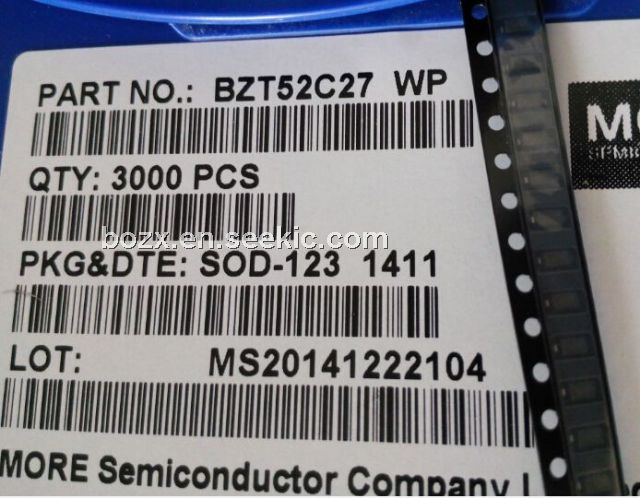 PART NO.: BZT52C27 WP
QTY: 3000 PCS
bozx.en.seekic.com
PKG&DTE: SOD-123 1411
LOT: MS20141222104
MORE Semiconductor Company